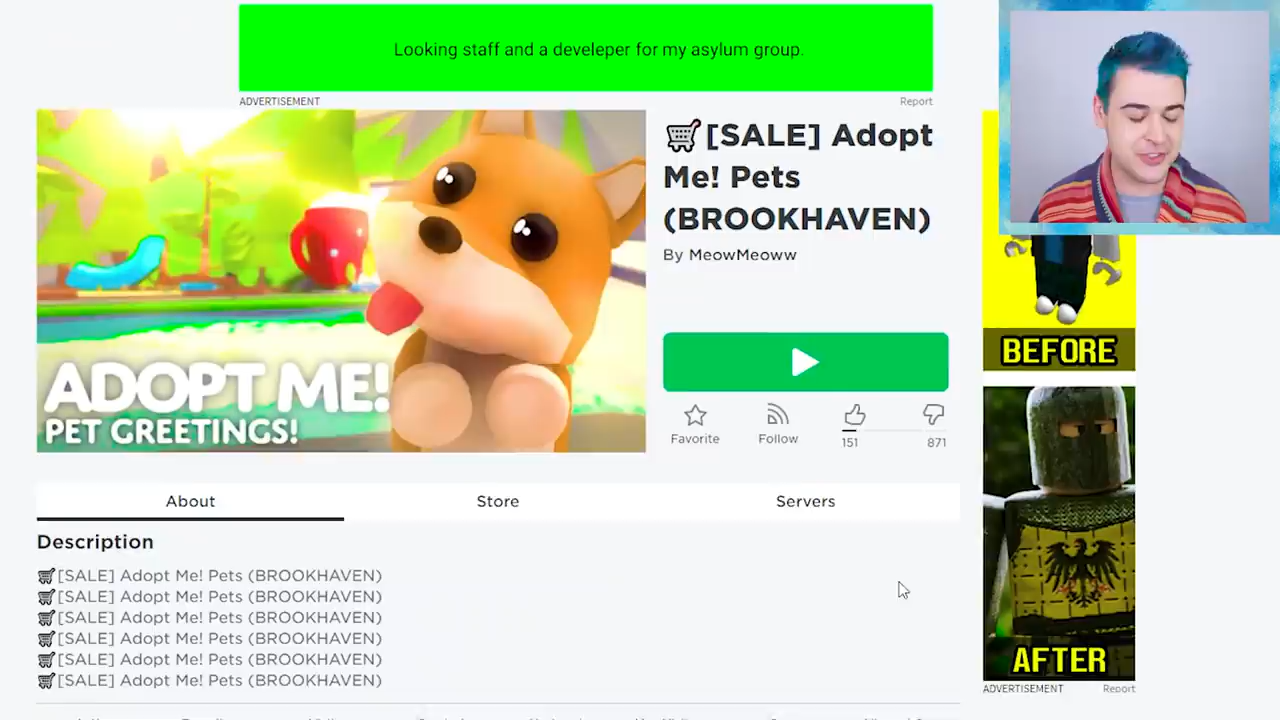 Looking staff and a develeper for my asylum group.
ADVERTISEMENT
Report
[SALE] Adopt
Me! Pets
(BROOKHAVEN)
By MeowMeoww
ADOPT ME!
PET GREETINGS!
Favorite
Follow
151
871
BEFORE
AFTER
ADVERTISEMENT
Report
About
Store
Servers
Description
[SALE] Adopt Me! Pets (BROOKHAVEN)
[SALE] Adopt Me! Pets (BROOKHAVEN)
[SALE] Adopt Me! Pets (BROOKHAVEN)
[SALE] Adopt Me! Pets (BROOKHAVEN)
[SALE] Adopt Me! Pets (BROOKHAVEN)
[SALE] Adopt Me! Pets (BROOKHAVEN)